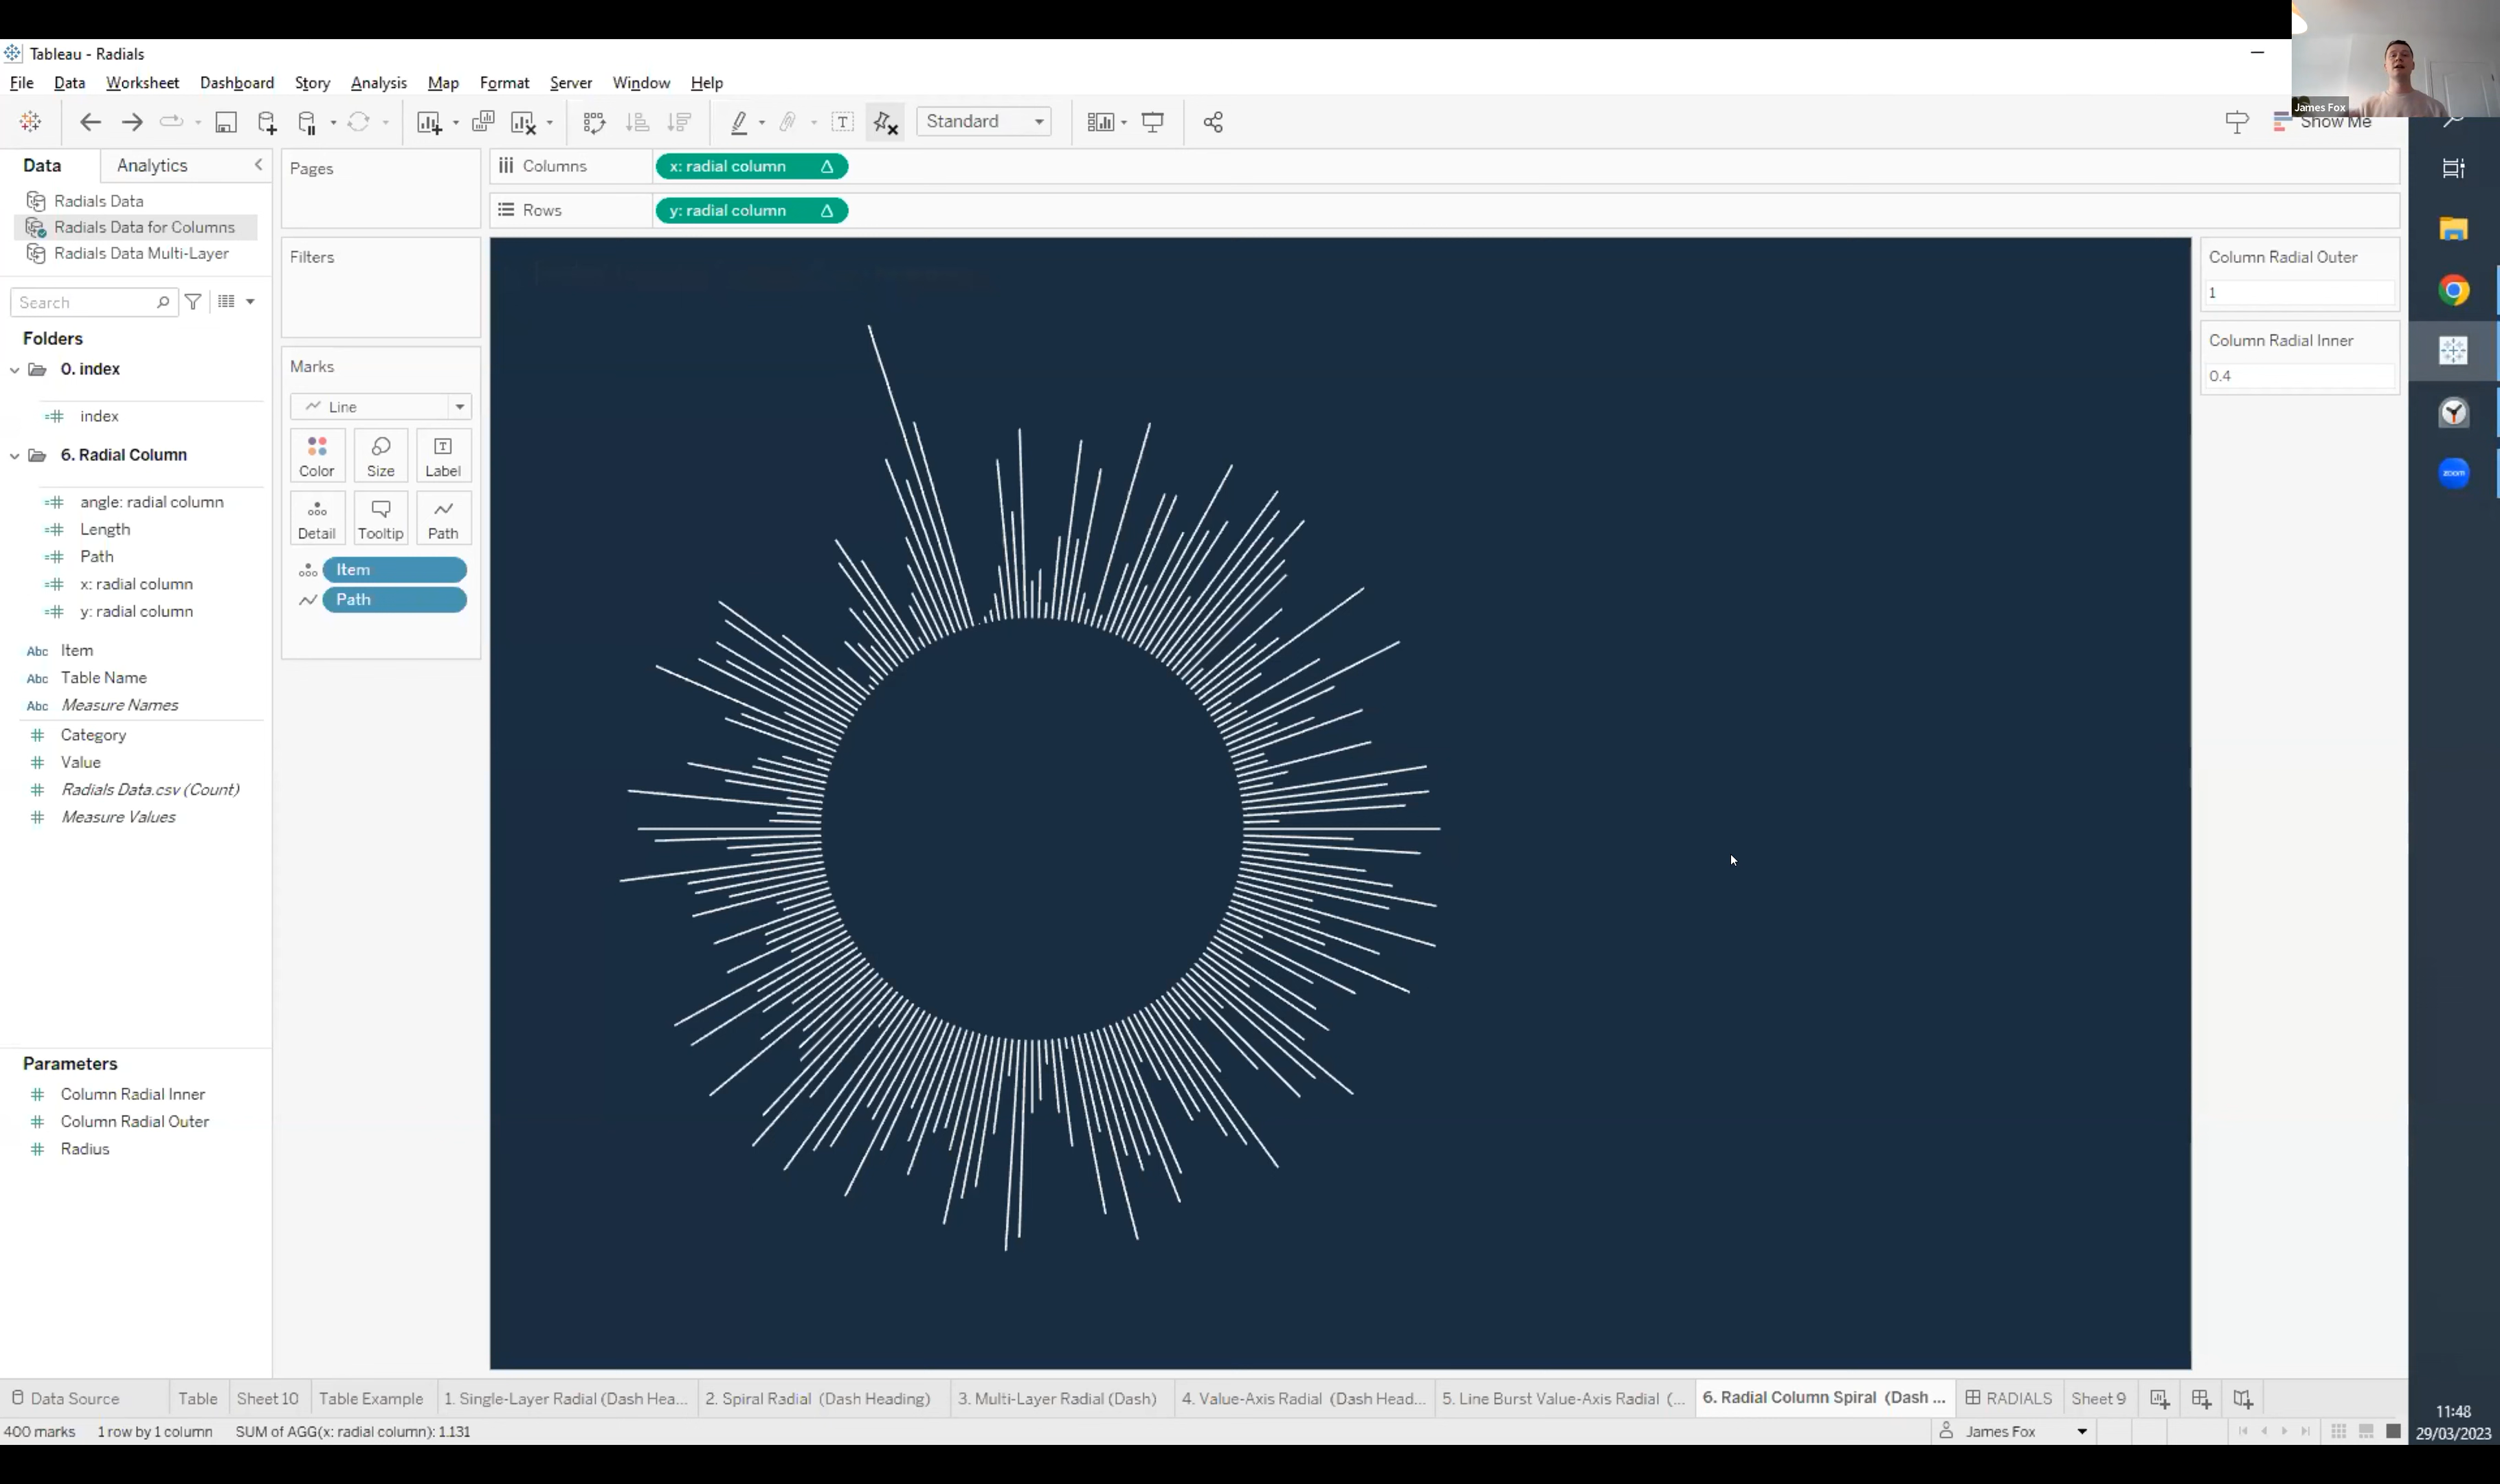 Tableau - Radials
File Data Worksheet Dashboard Story Analysis Map Format Server Window Help
Standard
Show Me
James Fox
Data Analytics
Radials Data
Radials Data for Columns
Radials Data Multi-Layer
Search
Folders
0. index
index
6. Radial Column
angle: radial column
Length
Path
x: radial column
y: radial column
Abc Item
Abc Table Name
Abc Measure Names
Category
Value
Radials Data.csv (Count)
Measure Values
Parameters
Column Radial Inner
Column Radial Outer
Radius
Pages
Filters
Marks
Line
Color Size Label
Detail Tooltip Path
Item
Path
Columns x: radial column
Rows y: radial column
Column Radial Outer
1
Column Radial Inner
0.4
zoom
Data Source Table Sheet 10 Table Example 1. Single-Layer Radial (Dash Hea... 2. Spiral Radial (Dash Heading) 3. Multi-Layer Radial (Dash) 4. Value-Axis Radial (Dash Head... 5. Line Burst Value-Axis Radial (... 6. Radial Column Spiral (Dash ... RADIALS Sheet 9
400 marks 1 row by 1 column SUM of AGG(x: radial column): 1.131
James Fox
11:48
29/03/2023